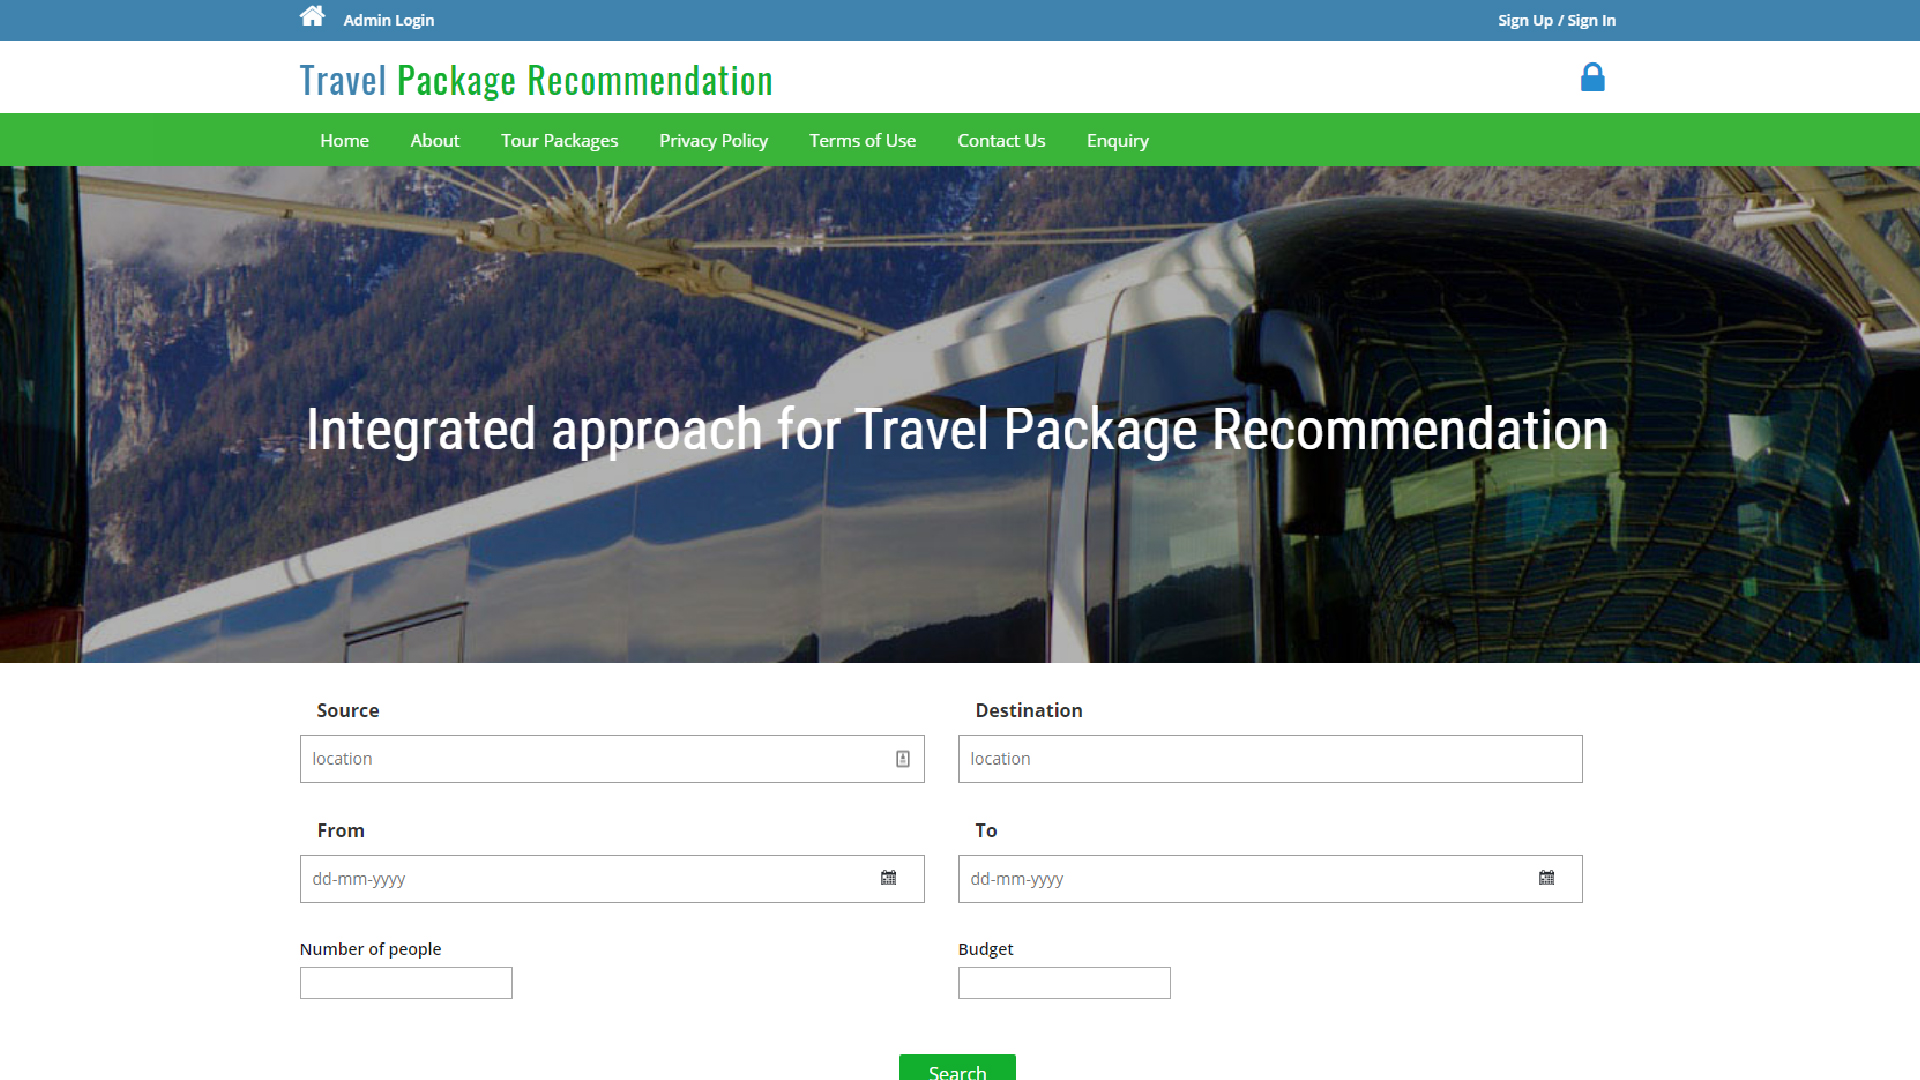 Admin Login
Sign Up / Sign In
Travel Package Recommendation
Home About Tour Packages Privacy Policy Terms of Use Contact Us Enquiry
Integrated approach for Travel Package Recommendation
Source
Destination
location
location
From
To
dd-mm-yyyy
dd-mm-yyyy
Number of people
Budget
Search